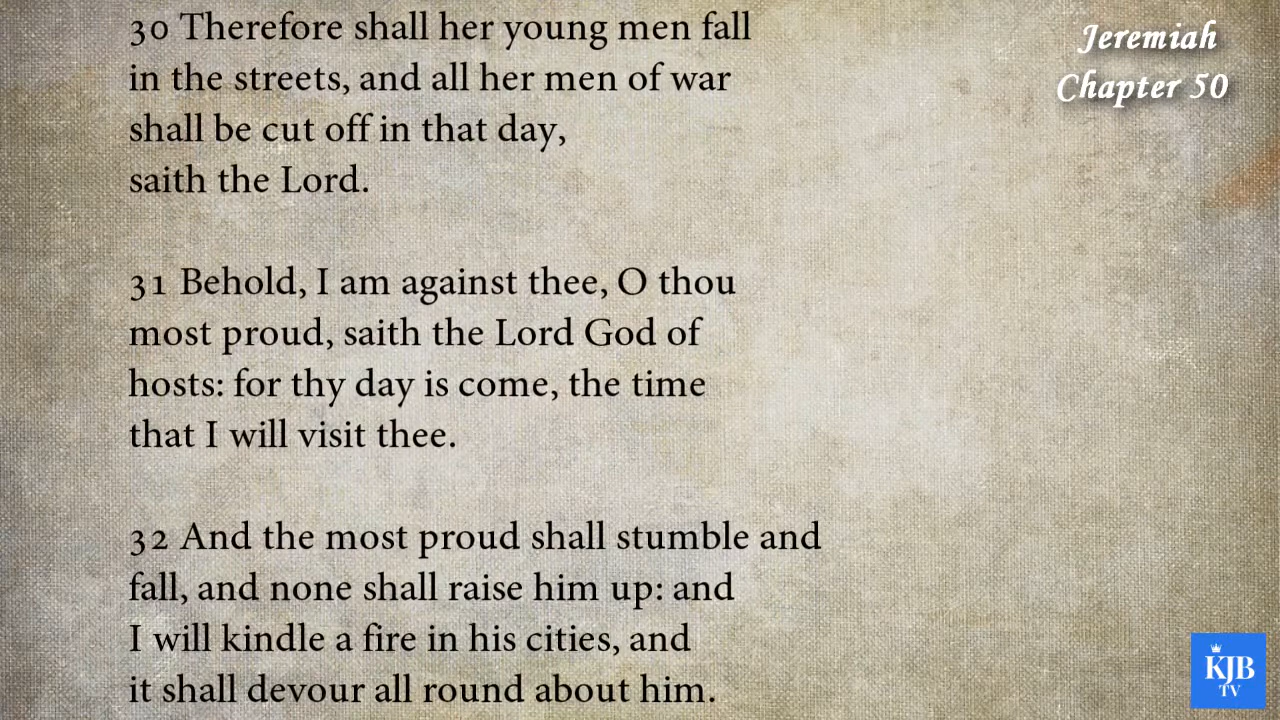 30 Therefore shall her young men fall
in the streets, and all her men of war
shall be cut off in that day,
saith the Lord.
31 Behold, I am against thee, O thou
most proud, saith the Lord God of
hosts: for thy day is come, the time
that I will visit thee.
32 And the most proud shall stumble and
fall, and none shall raise him up: and
I will kindle a fire in his cities, and
it shall devour all round about him.
Jeremiah
Chapter 50
KJB
TV